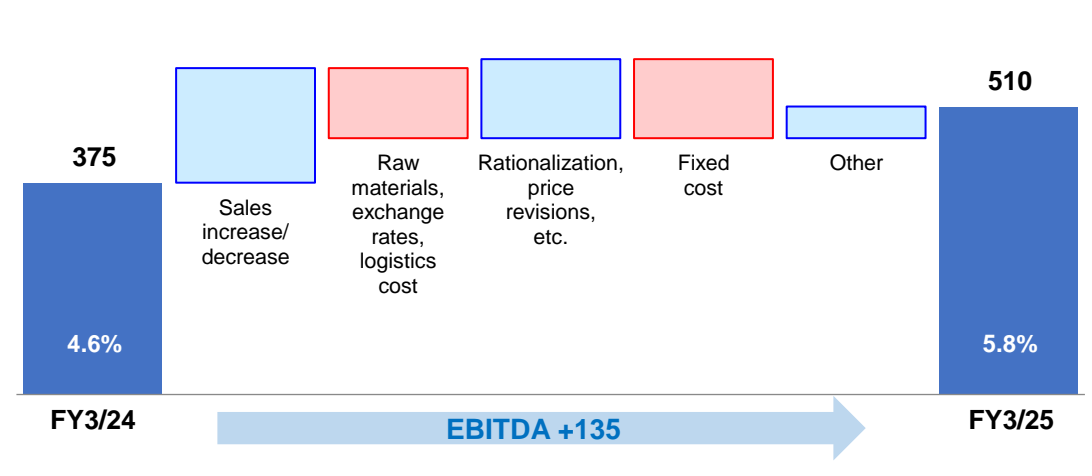 510
375
Sales
increase/
decrease
Raw
materials,
exchange
rates,
logistics
cost
Rationalization,
price
revisions,
etc.
Fixed
cost
Other
4.6%
5.8%
FY3/24
EBITDA +135
FY3/25